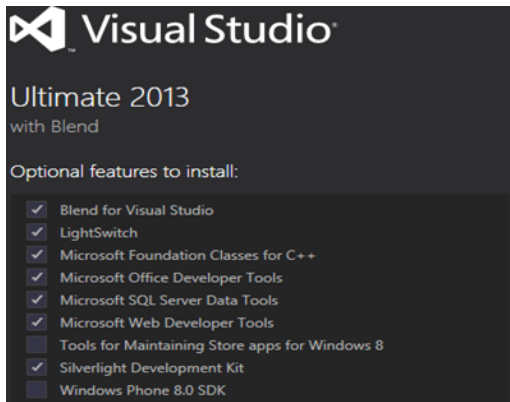 Visual Studio
Ultimate 2013
with Blend
Optional features to install:
Blend for Visual Studio
LightSwitch
Microsoft Foundation Classes for C++
Microsoft Office Developer Tools
Microsoft SQL Server Data Tools
Microsoft Web Developer Tools
Tools for Maintaining Store apps for Windows 8
Silverlight Development Kit
Windows Phone 8.0 SDK